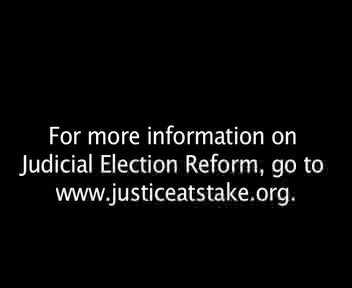 For more information on
Judicial Election Reform, go to
www.justiceatstake.org.